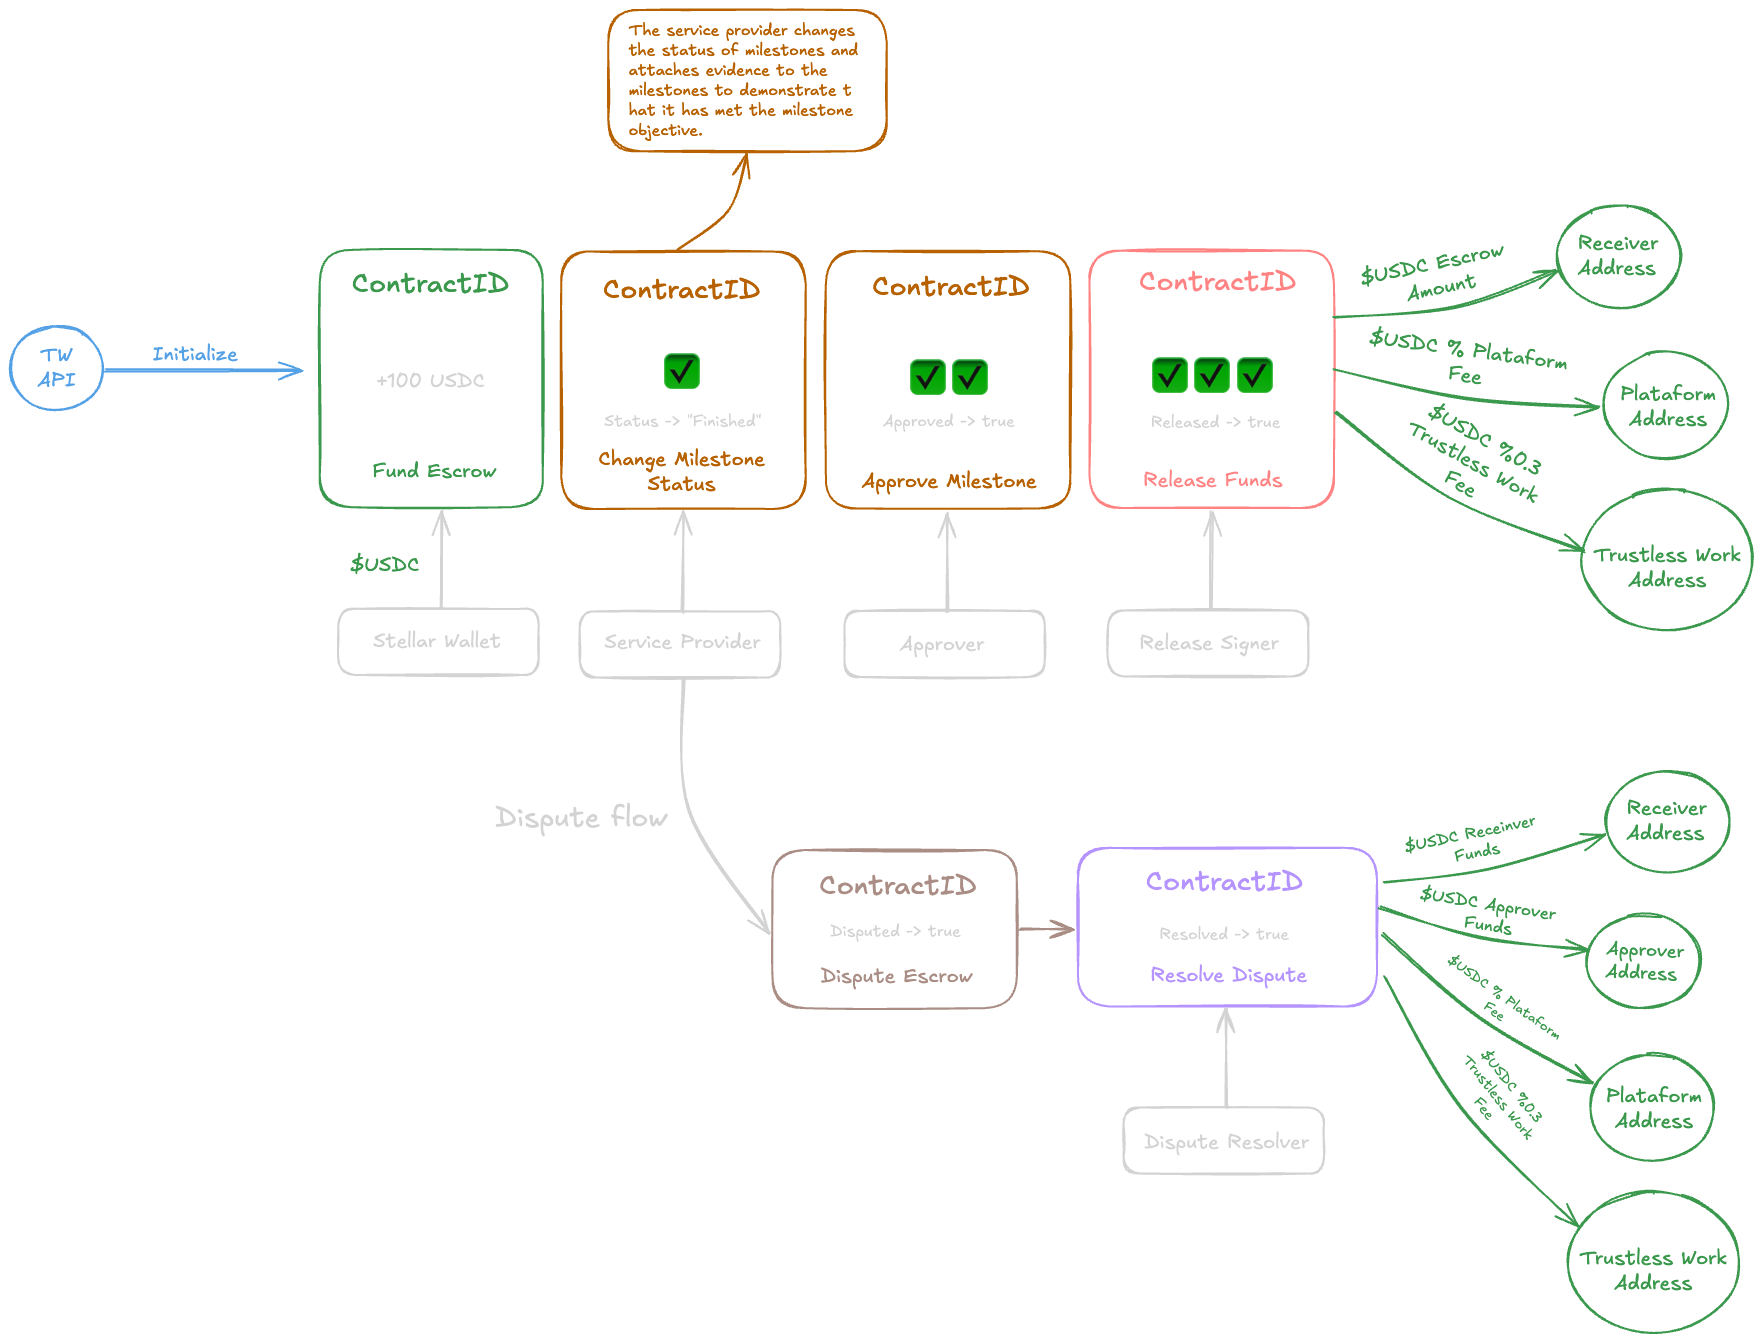 The service provider changes
the status of milestones and
attaches evidence to the
milestones to demonstrate t
hat it has met the milestone
objective.
TW
API
Initialize
ContractID
+100 USDC
Fund Escrow
ContractID
Status -> "Finished"
Change Milestone
Status
ContractID
Approved -> true
Approve Milestone
ContractID
Released -> true
Release Funds
$USDC Escrow
Amount
Receiver
Address
$USDC % Plataform
Fee
Plataform
Address
$USDC %0.3
Trustless Work
Fee
Trustless Work
Address
$USDC
Stellar Wallet
Service Provider
Approver
Release Signer
Dispute flow
ContractID
Disputed -> true
Dispute Escrow
ContractID
Resolved -> true
Resolve Dispute
Dispute Resolver
$USDC Receinver
Funds
Receiver
Address
$USDC Approver
Funds
Approver
Address
$USDC % Plataform
Fee
Plataform
Address
$USDC %0.3
Trustless Work
Fee
Trustless Work
Address